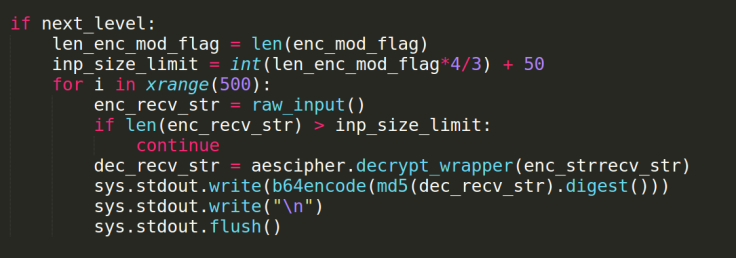 if next_level:
    len_enc_mod_flag = len(enc_mod_flag)
    inp_size_limit = int(len_enc_mod_flag*4/3) + 50
    for i in xrange(500):
        enc_recv_str = raw_input()
        if len(enc_recv_str) > inp_size_limit:
            continue
        dec_recv_str = aescipher.decrypt_wrapper(enc_strrecv_str)
        sys.stdout.write(b64encode(md5(dec_recv_str).digest()))
        sys.stdout.write("\n")
        sys.stdout.flush()